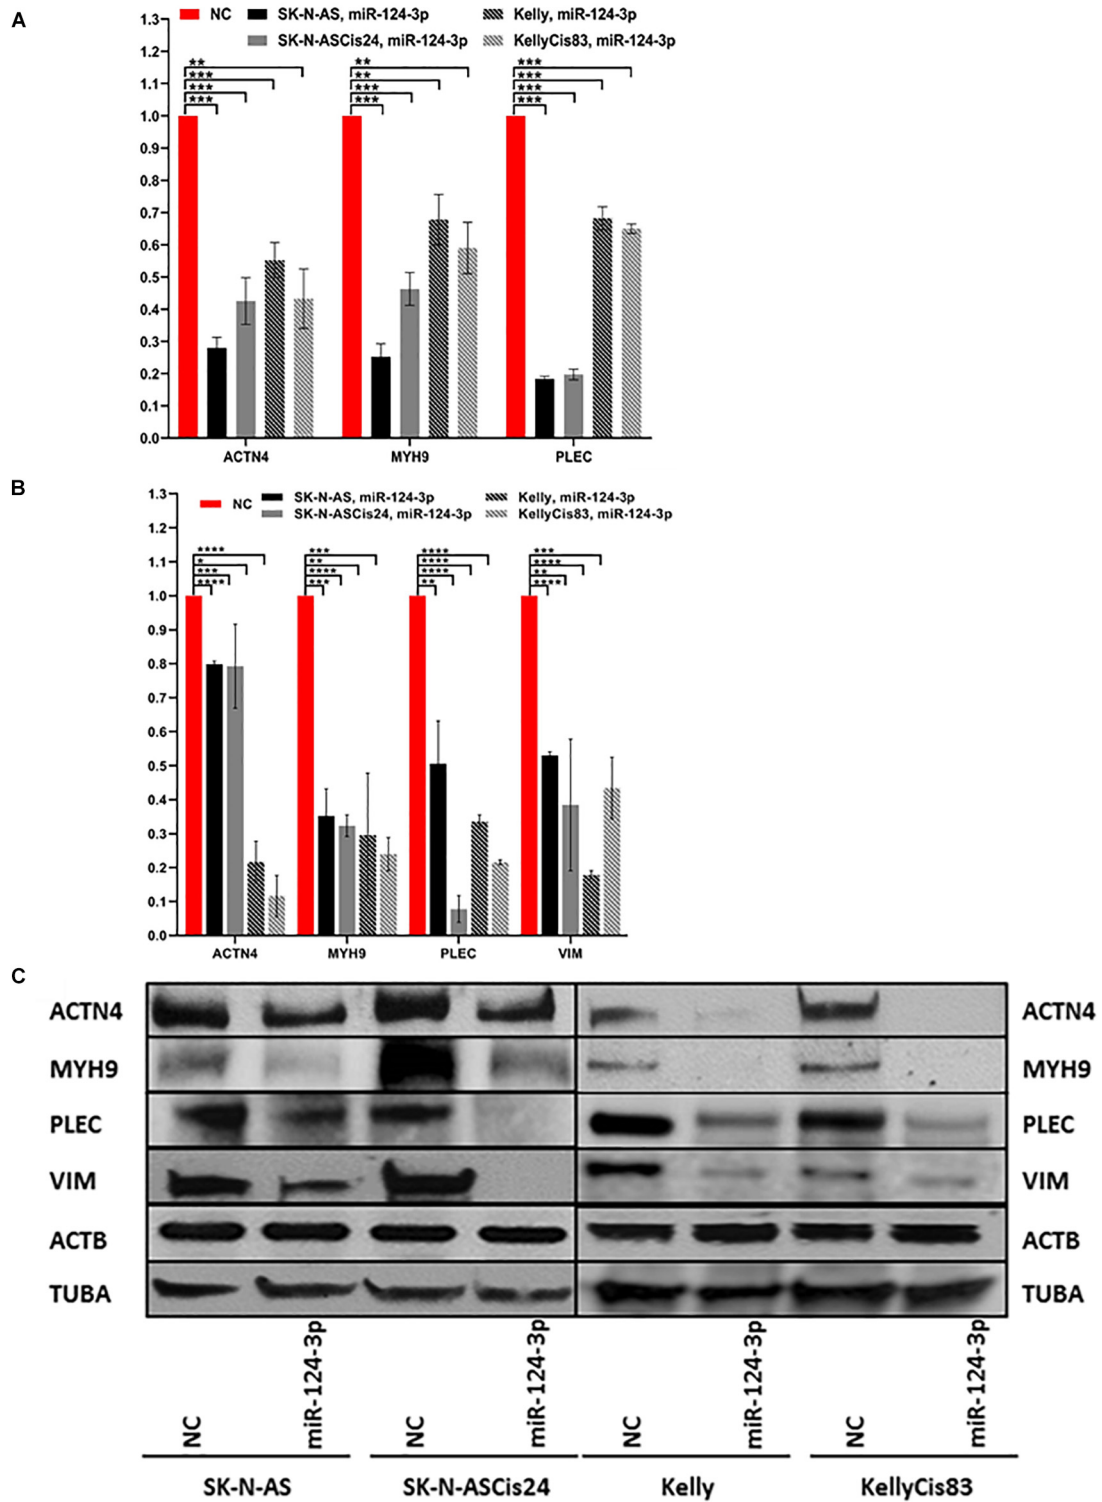 A
NC
SK-N-AS, miR-124-3p
Kelly, miR-124-3p
SK-N-ASCis24, miR-124-3p
KellyCis83, miR-124-3p
1.3
1.2
1.1
1.0
0.9
0.8
0.7
0.6
0.5
0.4
0.3
0.2
0.1
0.0
**
***
***
***
**
**
***
***
***
***
***
***
ACTN4
MYH9
PLEC
B
NC
SK-N-AS, miR-124-3p
Kelly, miR-124-3p
SK-N-ASCis24, miR-124-3p
KellyCis83, miR-124-3p
1.3
1.2
1.1
1.0
0.9
0.8
0.7
0.6
0.5
0.4
0.3
0.2
0.1
0.0
****
*
***
****
***
**
****
***
****
****
****
**
***
****
**
****
ACTN4
MYH9
PLEC
VIM
C
ACTN4 ACTN4
MYH9 MYH9
PLEC PLEC
VIM VIM
ACTB ACTB
TUBA TUBA
NC
miR-124-3p
NC
miR-124-3p
NC
miR-124-3p
NC
miR-124-3p
SK-N-AS
SK-N-ASCis24
Kelly
KellyCis83